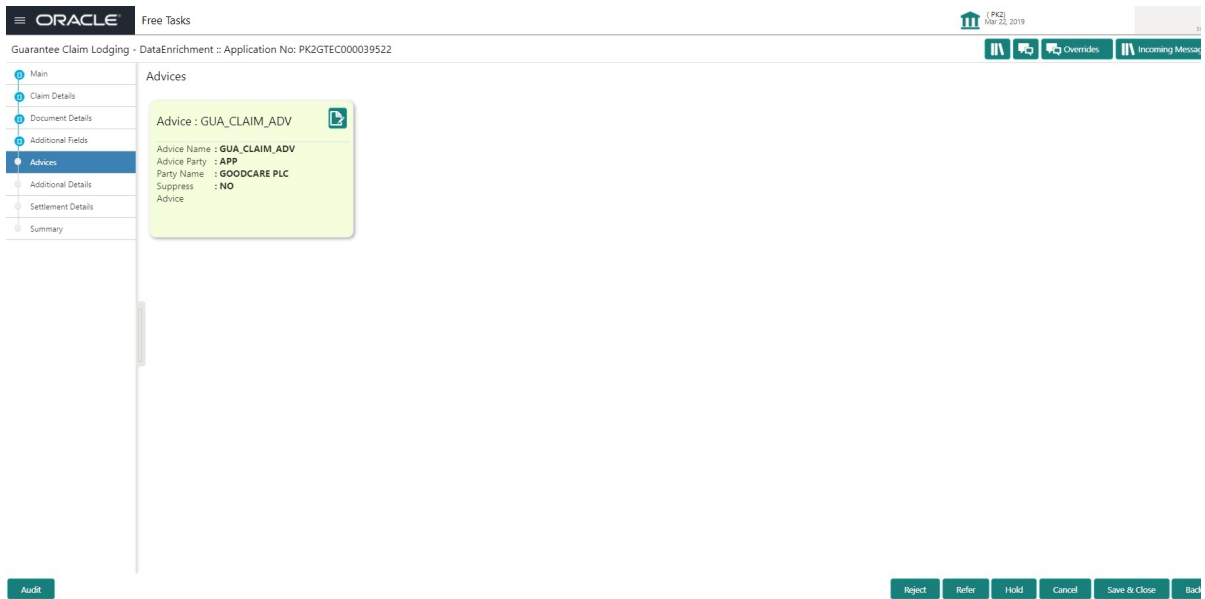 ORACLE Free Tasks
( PK2)
Mar 22, 2019
Guarantee Claim Lodging - DataEnrichment :: Application No: PK2GTEC000039522
Overrides
Incoming
Main
Claim Details
Document Details
Additional Fields
Advices
Additional Details
Settlement Details
Summary
Advices
Advice : GUA_CLAIM_ADV
Advice Name : GUA_CLAIM_ADV
Advice Party : APP
Party Name : GOODCARE PLC
Suppress : NO
Advice
Audit
Reject Refer Hold Cancel Save & Close